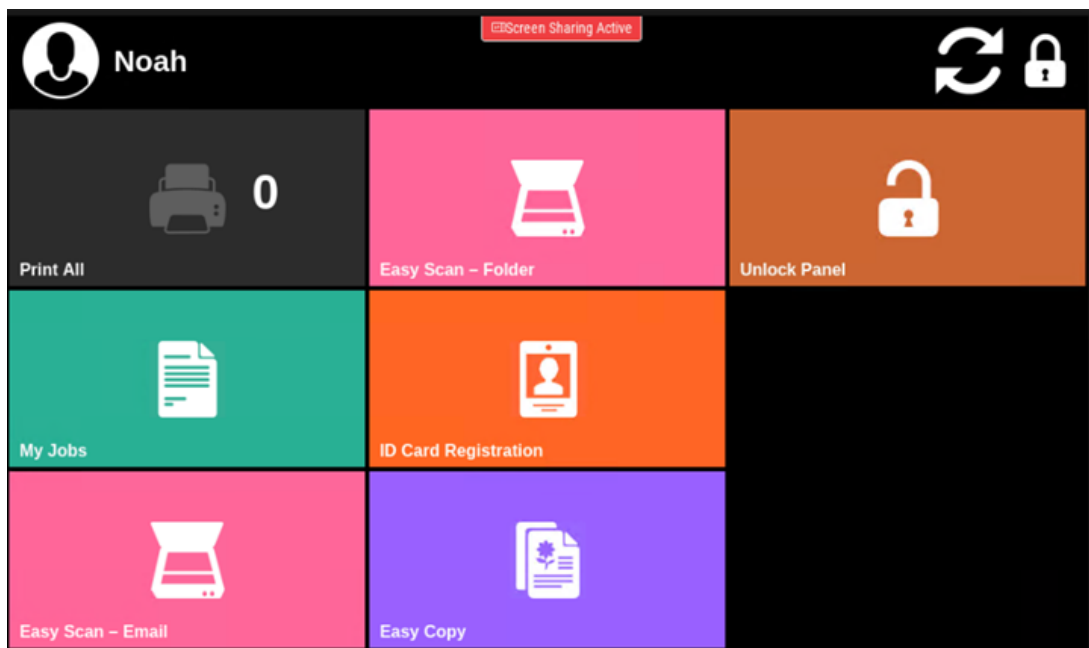 Screen Sharing Active
Noah
0
Print All
Easy Scan – Folder
Unlock Panel
My Jobs
ID Card Registration
Easy Scan – Email
Easy Copy